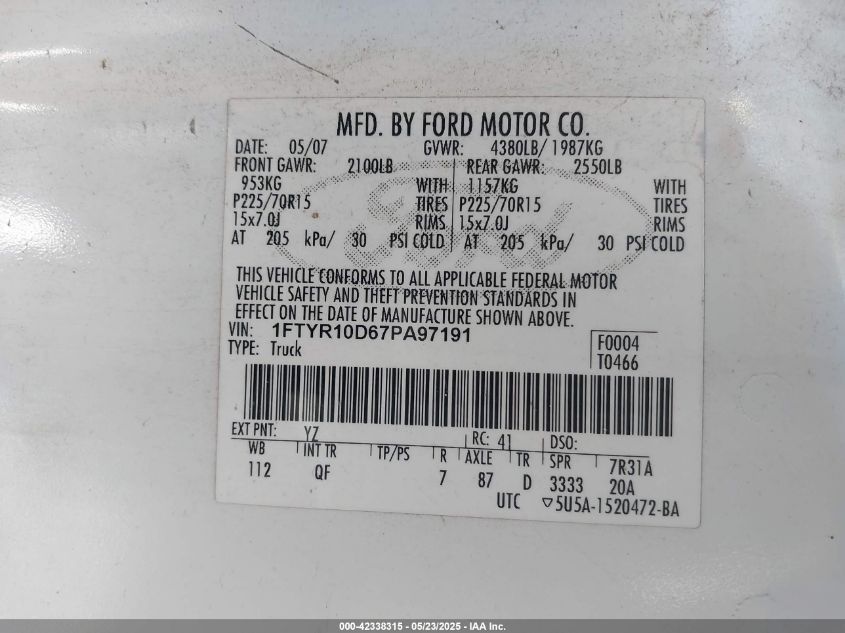 MFD. BY FORD MOTOR CO.
DATE: 05/07 GVWR: 4380LB/ 1987KG
FRONT GAWR: 2100LB REAR GAWR: 2550LB
953KG WITH 1157KG WITH
P225/70R15 TIRES P225/70R15 TIRES
15x7.0J RIMS 15x7.0J RIMS
AT 205 kPa/ 30 PSI COLD AT 205 kPa/ 30 PSI COLD
Ford
THIS VEHICLE CONFORMS TO ALL APPLICABLE FEDERAL MOTOR
VEHICLE SAFETY AND THEFT PREVENTION STANDARDS IN
EFFECT ON THE DATE OF MANUFACTURE SHOWN ABOVE.
VIN: 1FTYR10D67PA97191 F0004
TYPE: Truck T0466
EXT PNT: YZ RC: 41 DSO:
WB INT TR TP/PS R AXLE TR SPR 7R31A
112 QF 7 87 D 3333 20A
UTC ▽5U5A-1520472-BA
000-42338315 - 05/23/2025 - IAA Inc.